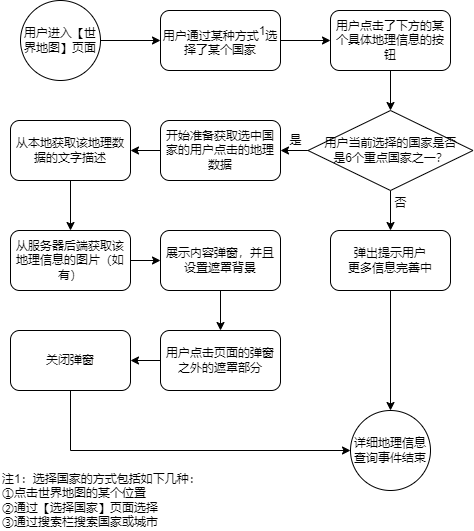 用户进入【世
界地图】页面
用户通过某种方式1选
择了某个国家
用户点击了下方的某
个具体地理信息的按
钮
用户当前选择的国家是否
是6个重点国家之一?
是
否
开始准备获取选中国
家的用户点击的地理
数据
从本地获取该地理数
据的文字描述
从服务器后端获取该
地理信息的图片（如
有）
展示内容弹窗，并且
设置遮罩背景
弹出提示用户
更多信息完善中
用户点击页面的弹窗
之外的遮罩部分
关闭弹窗
详细地理信息
查询事件结束
注1：选择国家的方式包括如下几种：
①点击世界地图的某个位置
②通过【选择国家】页面选择
③通过搜索栏搜索国家或城市